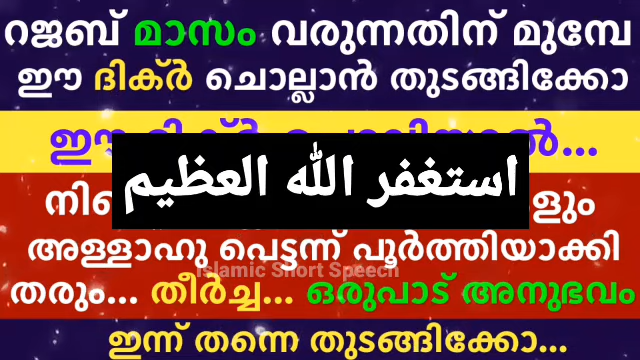 റജബ് മാസം വരുന്നതിന് മുമ്പേ
ഈ ദിക്ർ ചൊല്ലാൻ തുടങ്ങിക്കോ
ഈ
استغفر الله العظيم
അള്ളാഹു പെട്ടന്ന് പൂർത്തിയാക്കി
Islamic Short Speech
തരും... തീർച്ച... ഒരുപാട് അനുഭവം
ഇന്ന് തന്നെ തുടങ്ങിക്കോ...